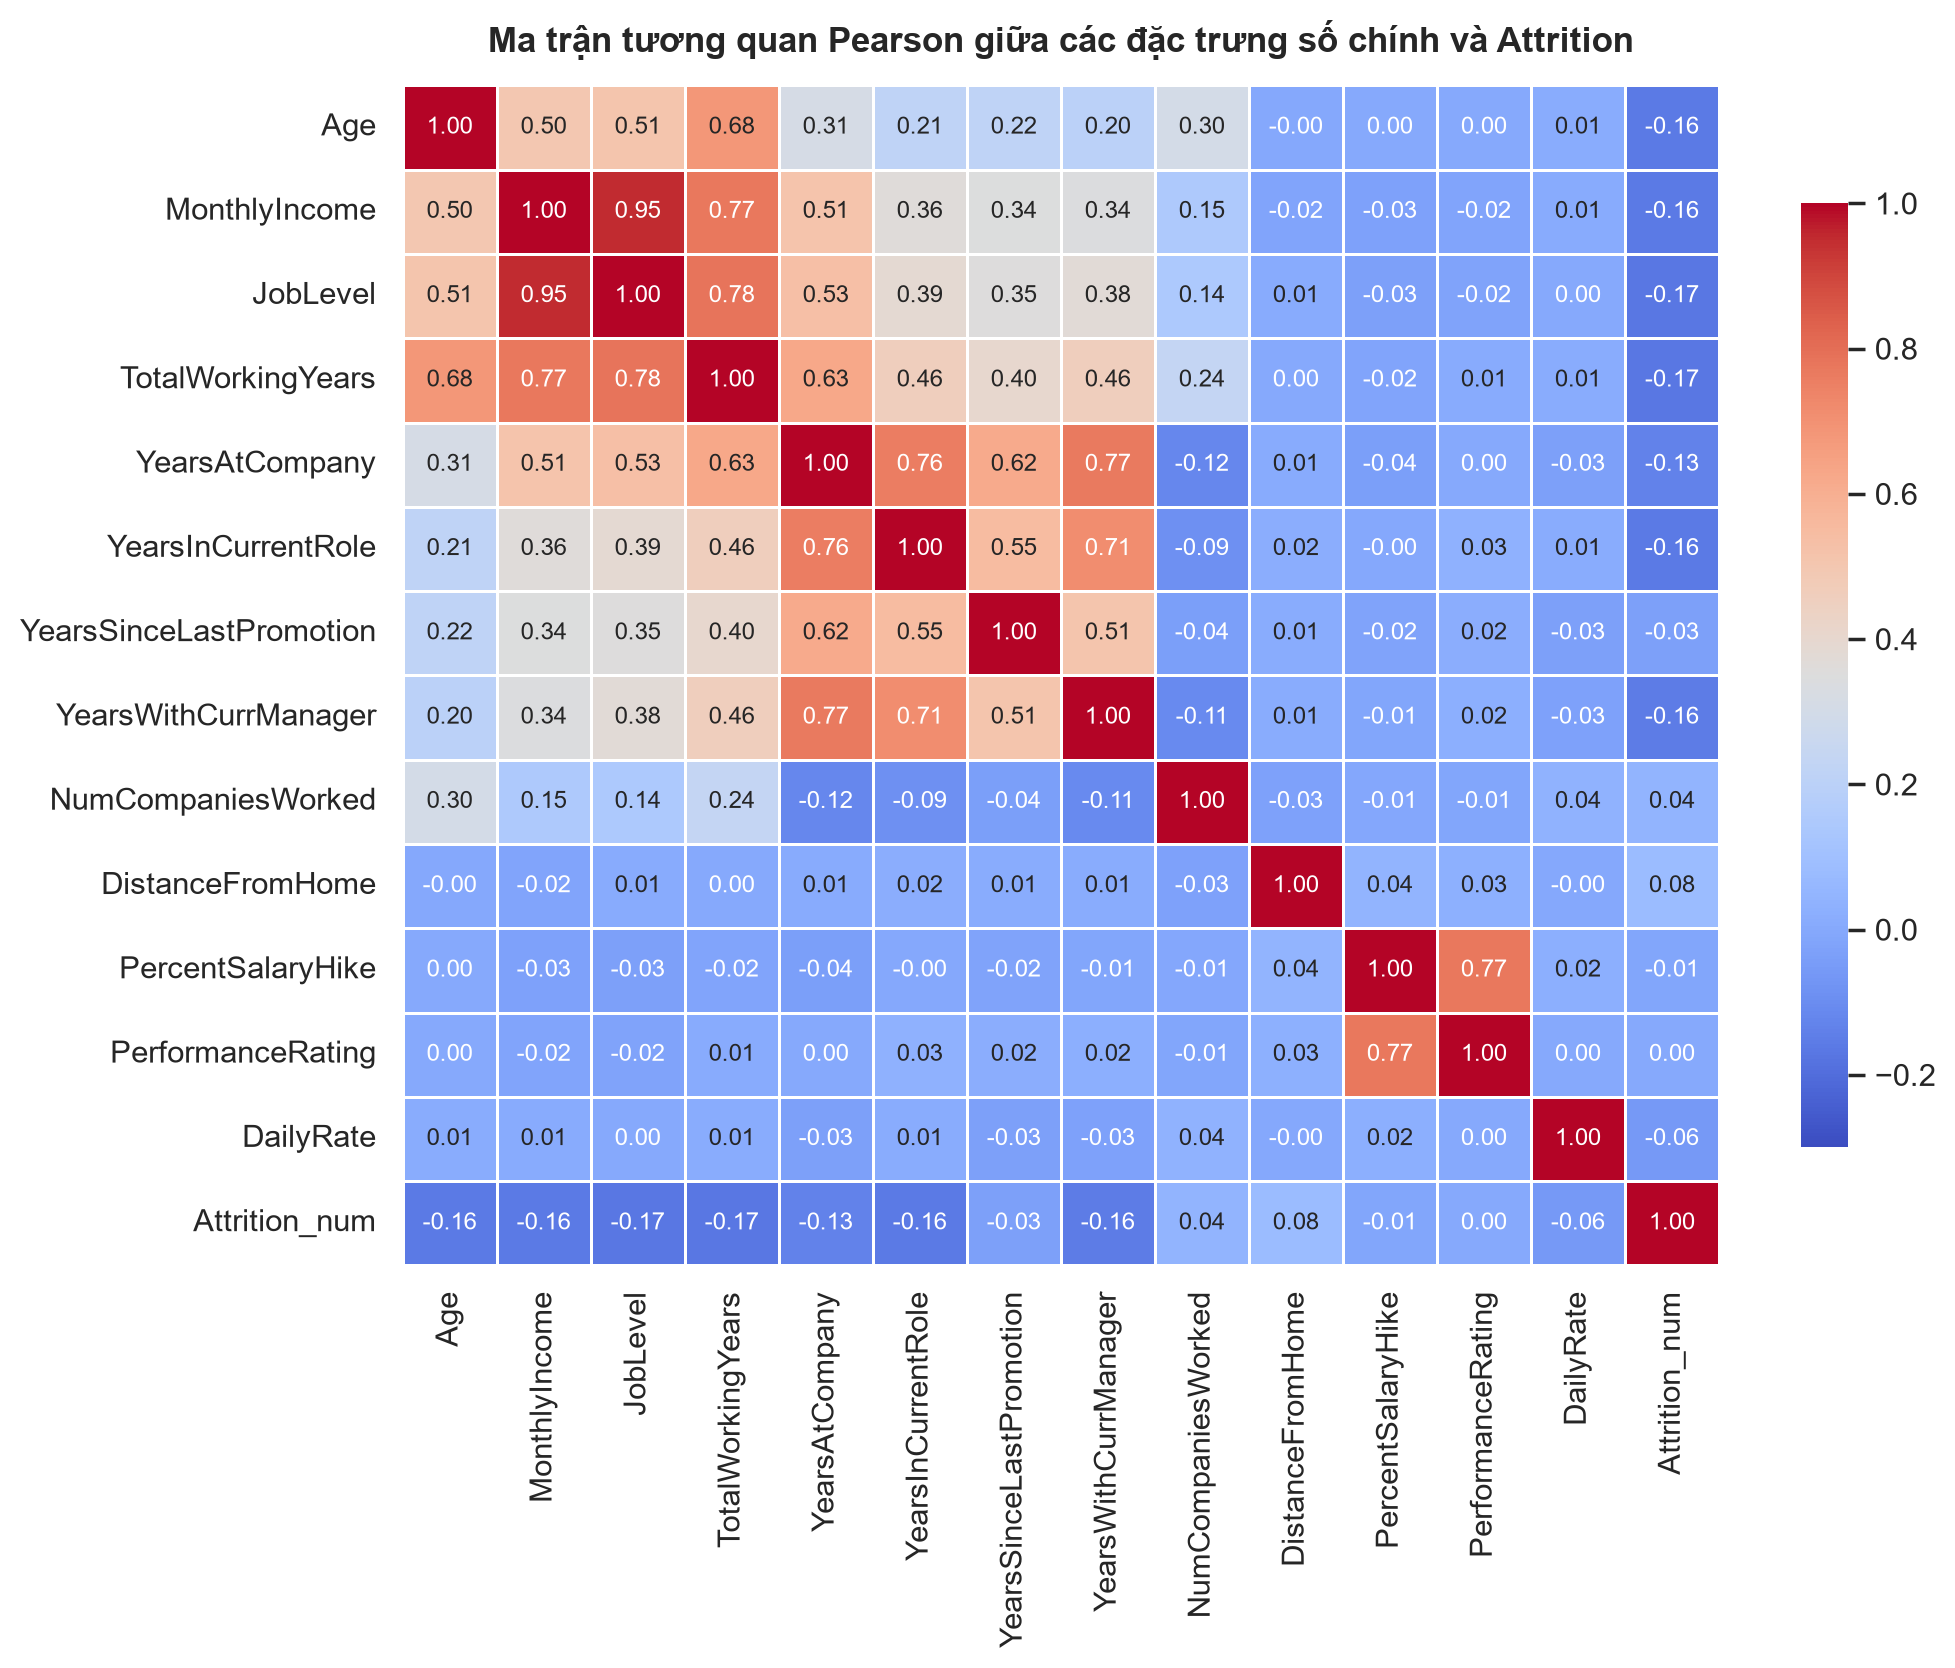 Ma trận tương quan Pearson giữa các đặc trưng số chính và Attrition
Age 1.00 0.50 0.51 0.68 0.31 0.21 0.22 0.20 0.30 -0.00 0.00 0.00 0.01 -0.16
MonthlyIncome 0.50 1.00 0.95 0.77 0.51 0.36 0.34 0.34 0.15 -0.02 -0.03 -0.02 0.01 -0.16
JobLevel 0.51 0.95 1.00 0.78 0.53 0.39 0.35 0.38 0.14 0.01 -0.03 -0.02 0.00 -0.17
TotalWorkingYears 0.68 0.77 0.78 1.00 0.63 0.46 0.40 0.46 0.24 0.00 -0.02 0.01 0.01 -0.17
YearsAtCompany 0.31 0.51 0.53 0.63 1.00 0.76 0.62 0.77 -0.12 0.01 -0.04 0.00 -0.03 -0.13
YearsInCurrentRole 0.21 0.36 0.39 0.46 0.76 1.00 0.55 0.71 -0.09 0.02 -0.00 0.03 0.01 -0.16
YearsSinceLastPromotion 0.22 0.34 0.35 0.40 0.62 0.55 1.00 0.51 -0.04 0.01 -0.02 0.02 -0.03 -0.03
YearsWithCurrManager 0.20 0.34 0.38 0.46 0.77 0.71 0.51 1.00 -0.11 0.01 -0.01 0.02 -0.03 -0.16
NumCompaniesWorked 0.30 0.15 0.14 0.24 -0.12 -0.09 -0.04 -0.11 1.00 -0.03 -0.01 -0.01 0.04 0.04
DistanceFromHome -0.00 -0.02 0.01 0.00 0.01 0.02 0.01 0.01 -0.03 1.00 0.04 0.03 -0.00 0.08
PercentSalaryHike 0.00 -0.03 -0.03 -0.02 -0.04 -0.00 -0.02 -0.01 -0.01 0.04 1.00 0.77 0.02 -0.01
PerformanceRating 0.00 -0.02 -0.02 0.01 0.00 0.03 0.02 0.02 -0.01 0.03 0.77 1.00 0.00 0.00
DailyRate 0.01 0.01 0.00 0.01 -0.03 0.01 -0.03 -0.03 0.04 -0.00 0.02 0.00 1.00 -0.06
Attrition_num -0.16 -0.16 -0.17 -0.17 -0.13 -0.16 -0.03 -0.16 0.04 0.08 -0.01 0.00 -0.06 1.00
Age
MonthlyIncome
JobLevel
TotalWorkingYears
YearsAtCompany
YearsInCurrentRole
YearsSinceLastPromotion
YearsWithCurrManager
NumCompaniesWorked
DistanceFromHome
PercentSalaryHike
PerformanceRating
DailyRate
Attrition_num
1.0
0.8
0.6
0.4
0.2
0.0
−0.2